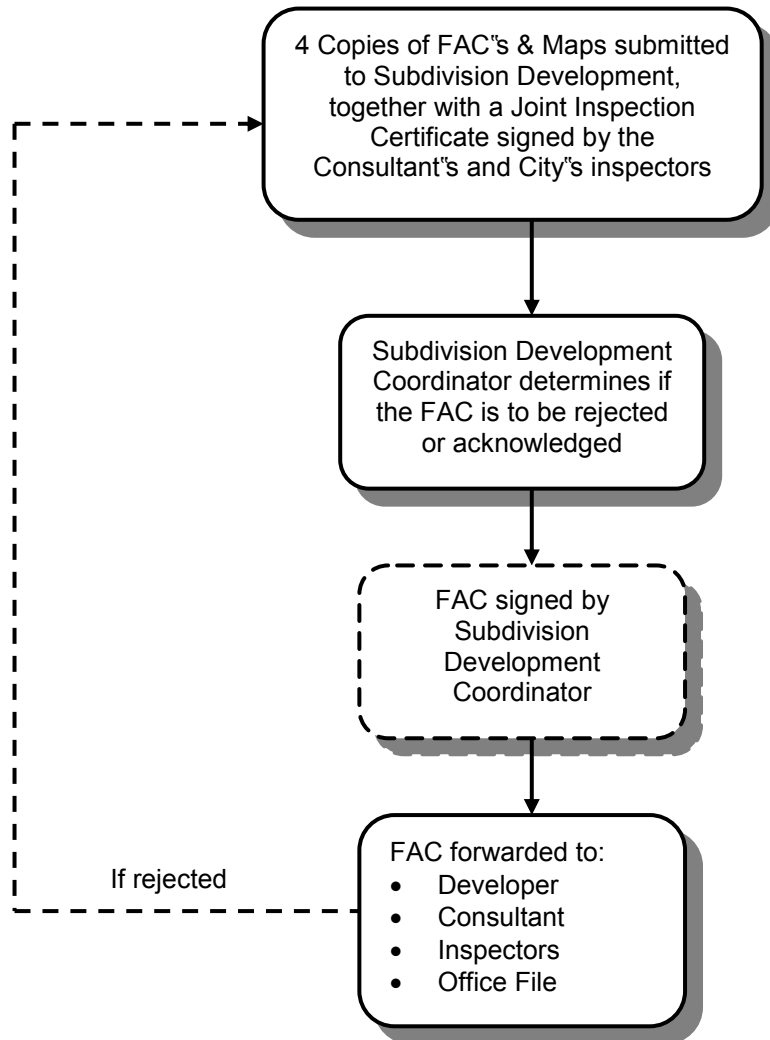 4 Copies of FAC‟s & Maps submitted
to Subdivision Development,
together with a Joint Inspection
Certificate signed by the
Consultant‟s and City‟s inspectors
Subdivision Development
Coordinator determines if
the FAC is to be rejected
or acknowledged
FAC signed by
Subdivision
Development
Coordinator
FAC forwarded to:
• Developer
• Consultant
• Inspectors
• Office File
If rejected